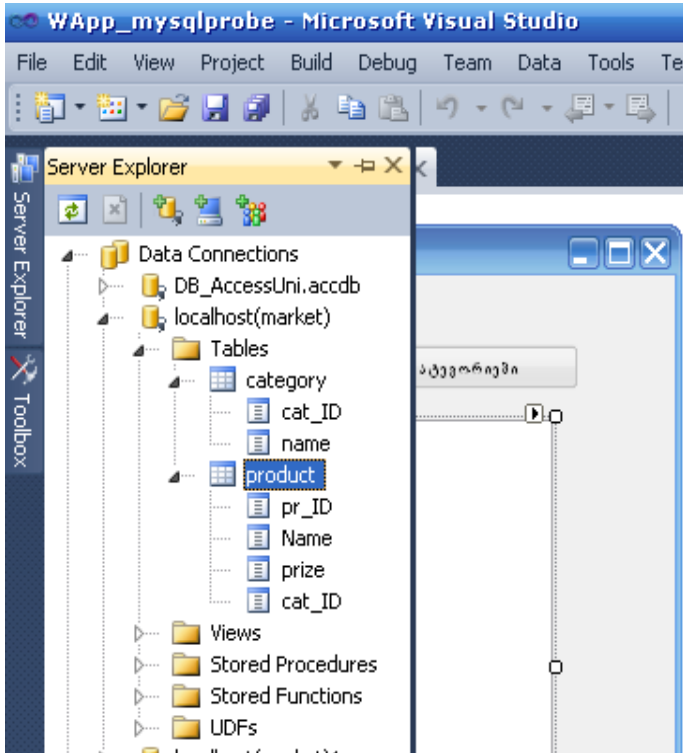 WApp_mysqlprobe - Microsoft Visual Studio
File Edit View Project Build Debug Team Data Tools Te
Server Explorer
Server Explorer
Toolbox
Data Connections
DB_AccessUni.accdb
localhost(market)
Tables
category
cat_ID
name
product
pr_ID
Name
prize
cat_ID
Views
Stored Procedures
Stored Functions
UDFs
ატეგორიები